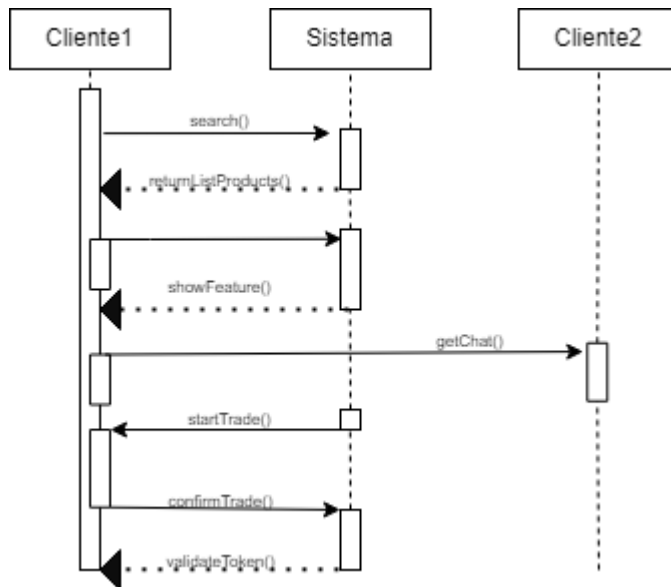 Cliente1
Sistema
Cliente2
search()
returnListProducts()
showFeature()
getChat()
startTrade()
confirmTrade()
validateToken()